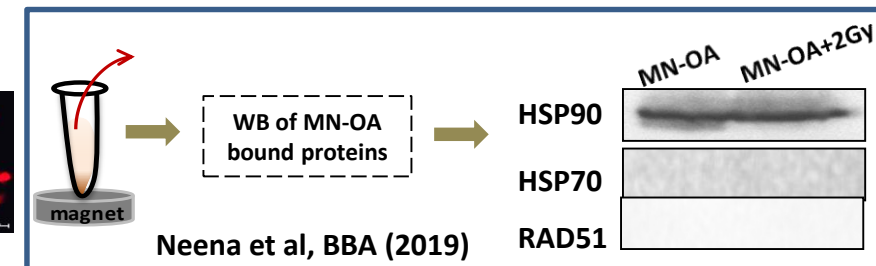 MN-OA MN-OA+2Gy
HSP90
WB of MN-OA
bound proteins
HSP70
magnet
RAD51
Neena et al, BBA (2019)